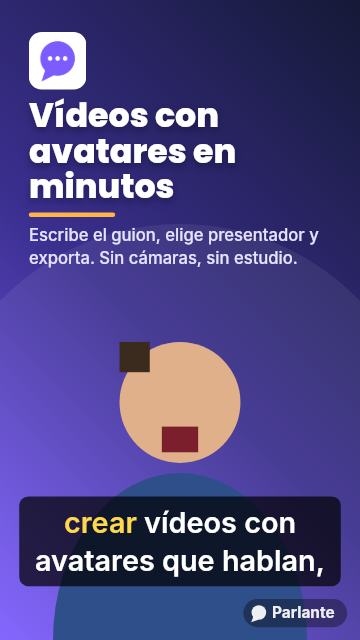 Vídeos con
avatares en
minutos
Escribe el guion, elige presentador y
exporta. Sin cámaras, sin estudio.
crear vídeos con
avatares que hablan,
Parlante